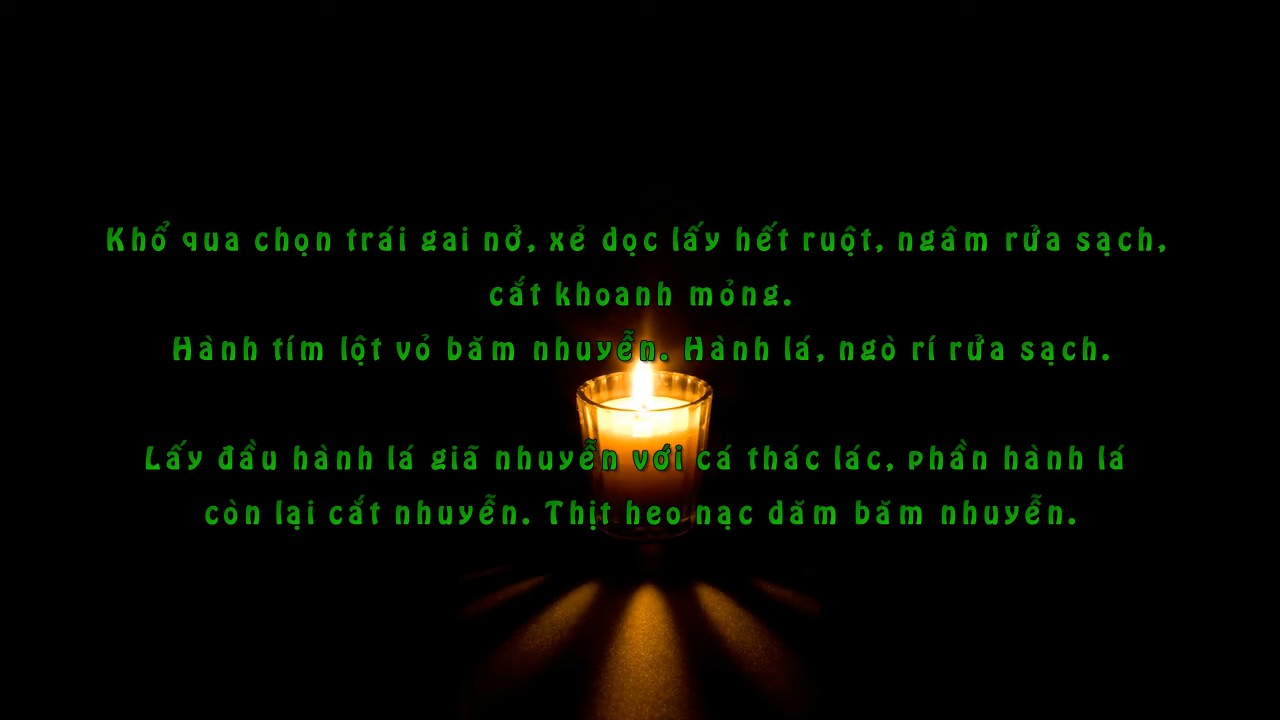 Khổ qua chọn trái gai nở, xẻ dọc lấy hết ruột, ngâm rửa sạch,
cắt khoanh mỏng.
Hành tím lột vỏ băm nhuyễn. Hành lá, ngò rí rửa sạch.
Lấy đầu hành lá giã nhuyễn với cá thác lác, phần hành lá
còn lại cắt nhuyễn. Thịt heo nạc dăm băm nhuyễn.